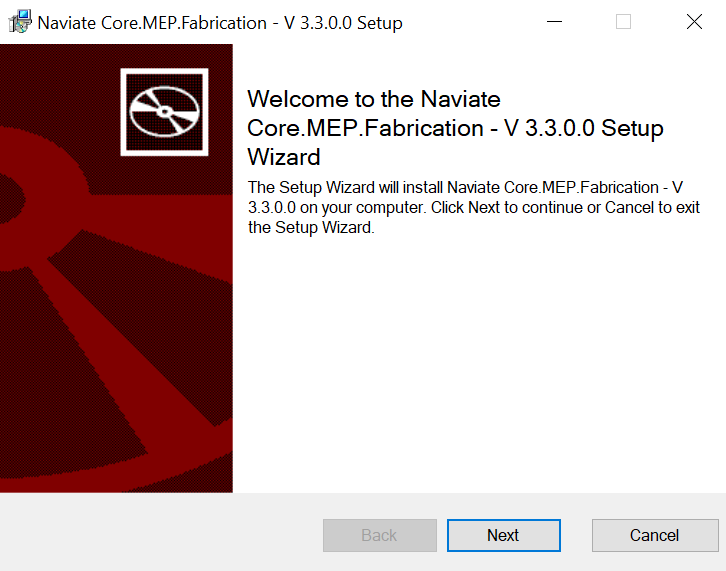 Naviate Core.MEP.Fabrication - V 3.3.0.0 Setup
Welcome to the Naviate
Core.MEP.Fabrication - V 3.3.0.0 Setup
Wizard
The Setup Wizard will install Naviate Core.MEP.Fabrication - V
3.3.0.0 on your computer. Click Next to continue or Cancel to exit
the Setup Wizard.
Back Next Cancel